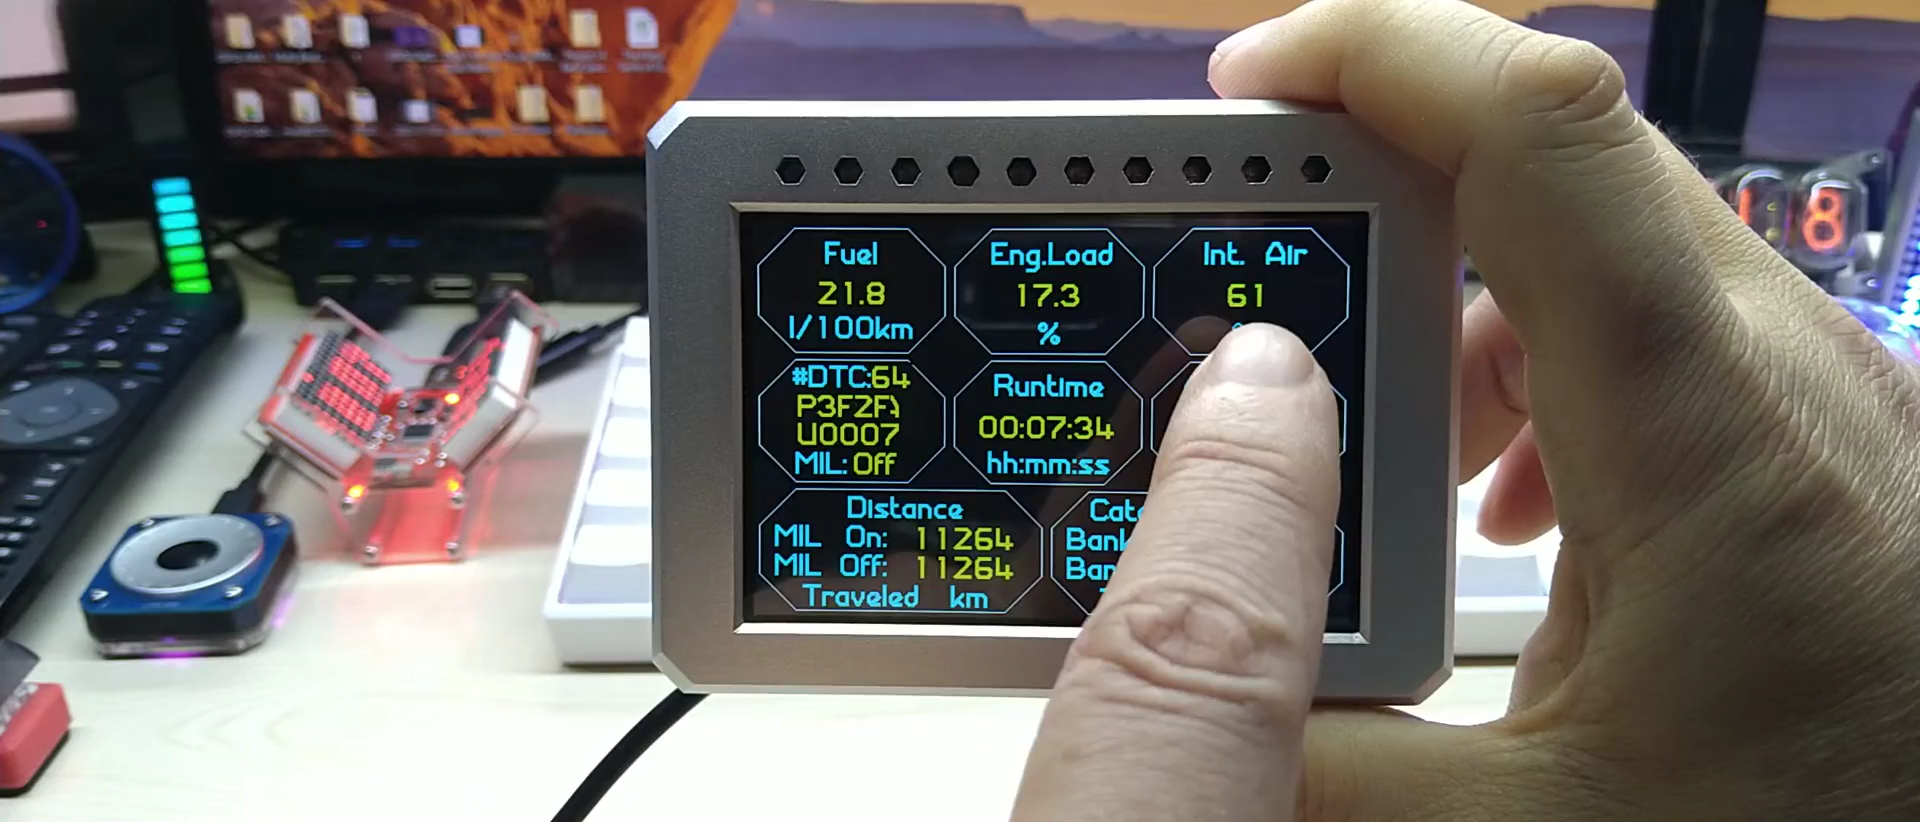 Fuel
21.8
l/100km
Eng.Load
17.3
%
Int. Air
61
#DTC:64
P3F2F
U0007
MIL: Off
Runtime
00:07:34
hh:mm:ss
Distance
MIL On: 11264
MIL Off: 11264
Traveled km
18